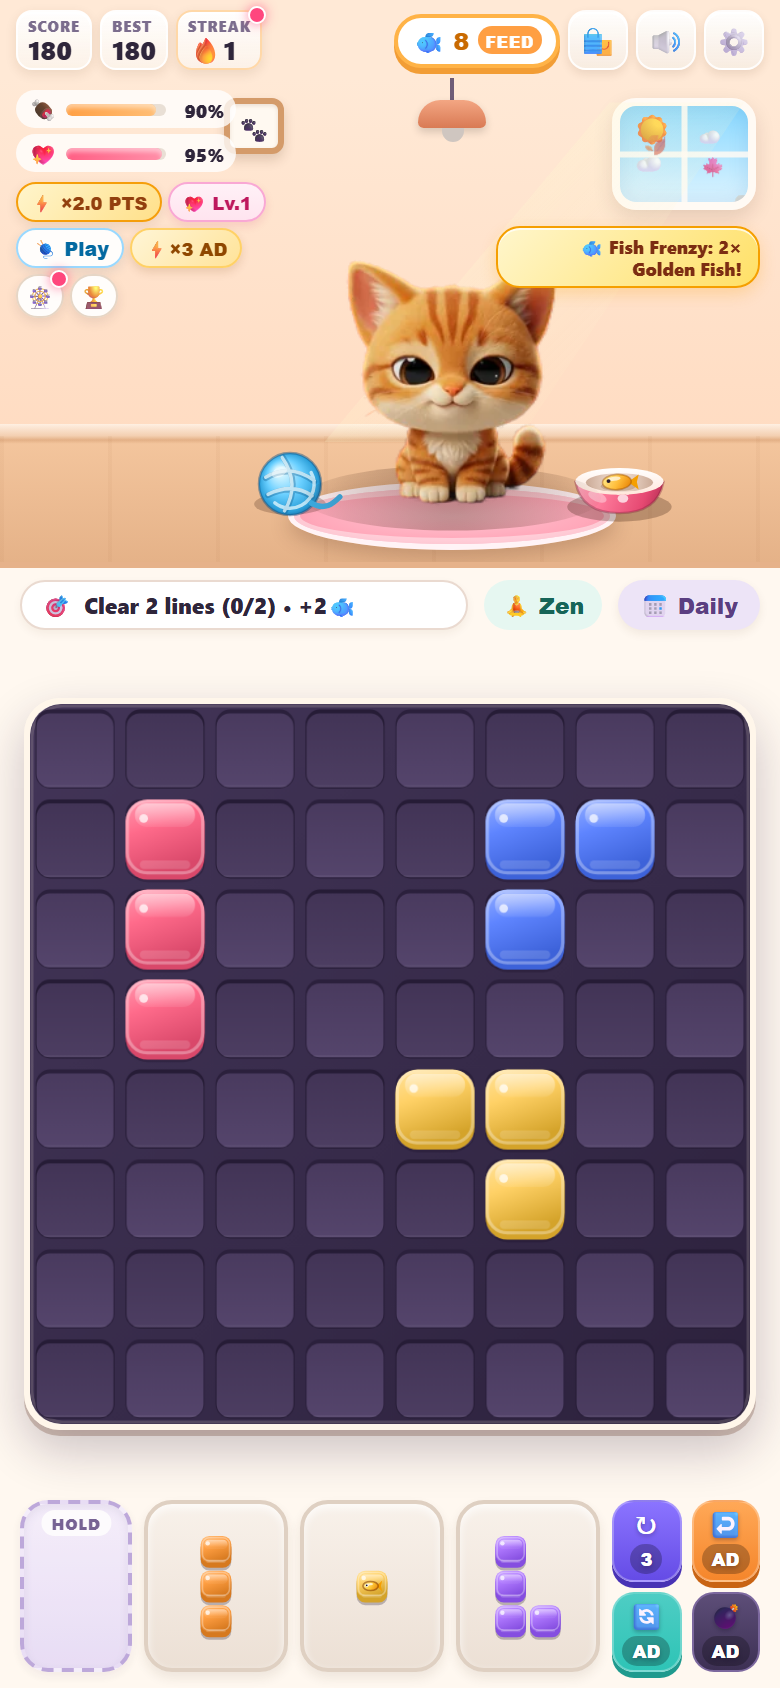 SCORE
180
BEST
180
STREAK
1
8 FEED
90%
95%
×2.0 PTS
Lv.1
Play
×3 AD
Fish Frenzy: 2×
Golden Fish!
Clear 2 lines (0/2) • +2
Zen
Daily
HOLD
3
AD
AD
AD